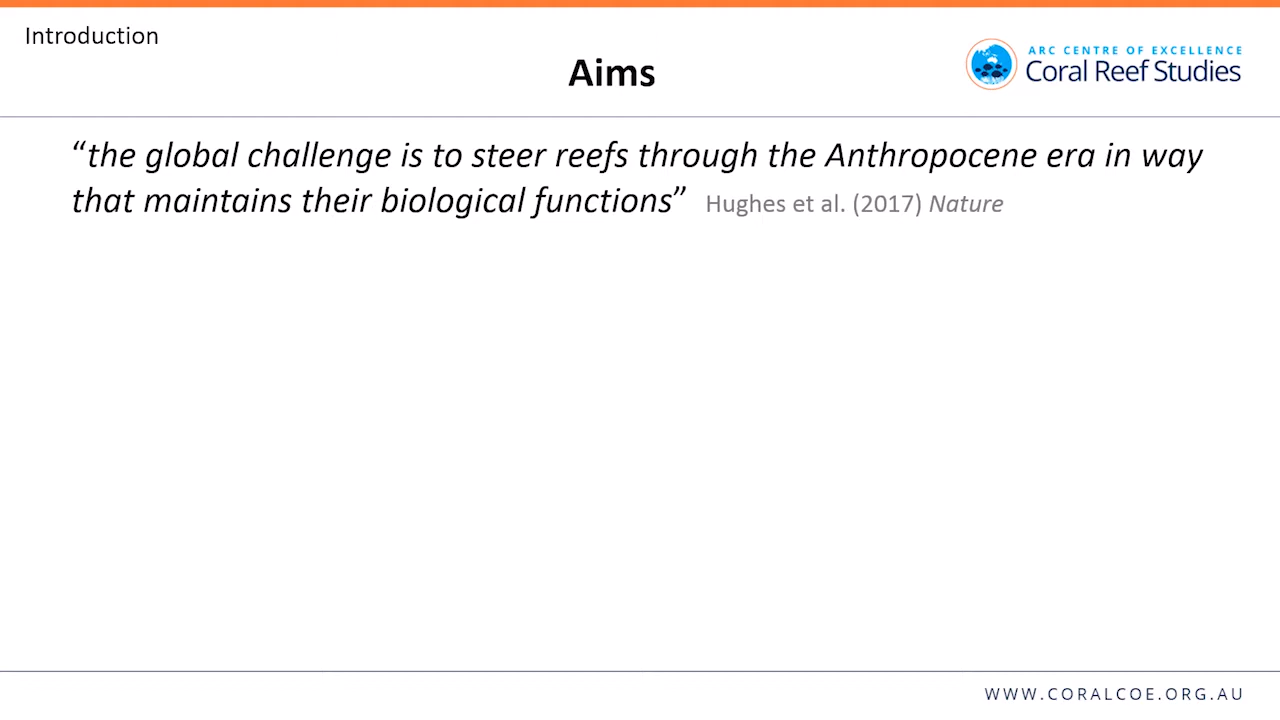 Introduction
Aims
ARC CENTRE OF EXCELLENCE
Coral Reef Studies
“the global challenge is to steer reefs through the Anthropocene era in way
that maintains their biological functions” Hughes et al. (2017) Nature
WWW.CORALCOE.ORG.AU